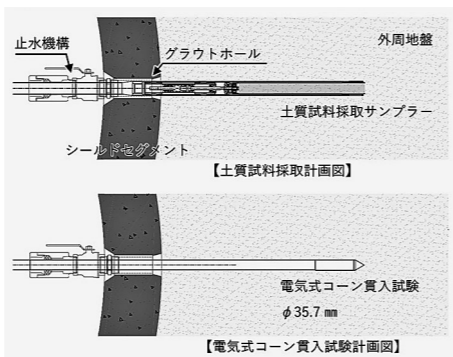 止水機構
グラウトホール
外周地盤
土質試料採取サンプラー
シールドセグメント
【土質試料採取計画図】
電気式コーン貫入試験
φ35.7 ㎜
【電気式コーン貫入試験計画図】